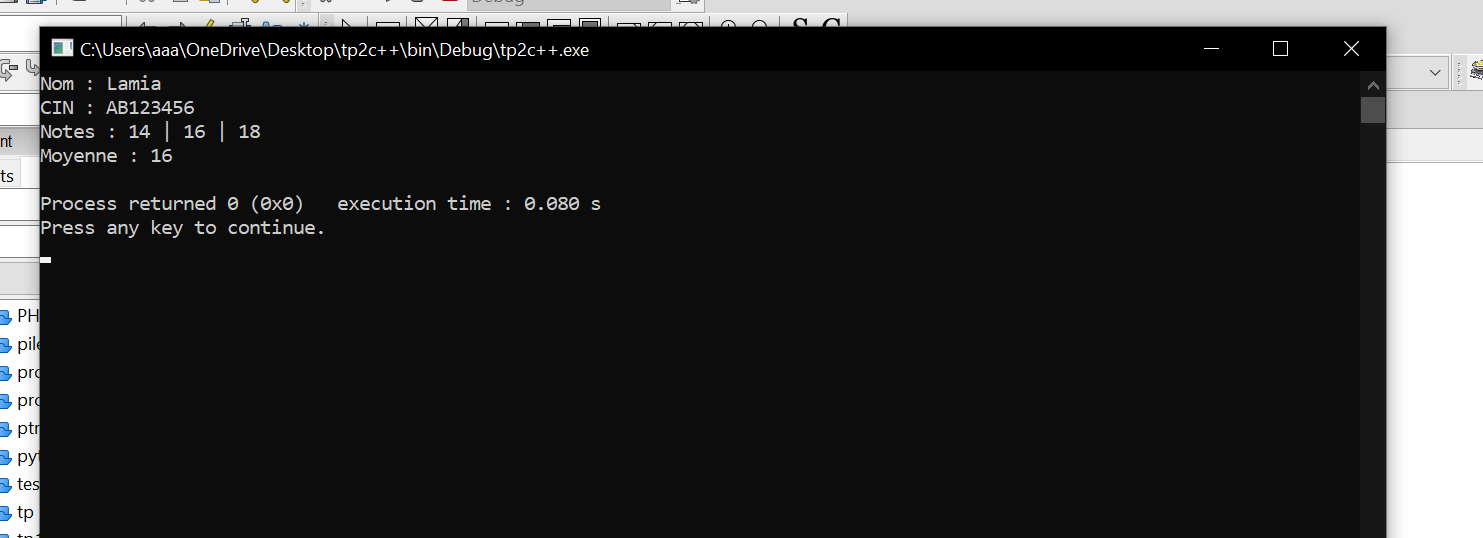 Debug
C:\Users\aaa\OneDrive\Desktop\tp2c++\bin\Debug\tp2c++.exe
Nom : Lamia
CIN : AB123456
Notes : 14 | 16 | 18
Moyenne : 16
Process returned 0 (0x0)   execution time : 0.080 s
Press any key to continue.
nt
ts
PH
pile
pro
pro
ptr
pyt
tes
tp